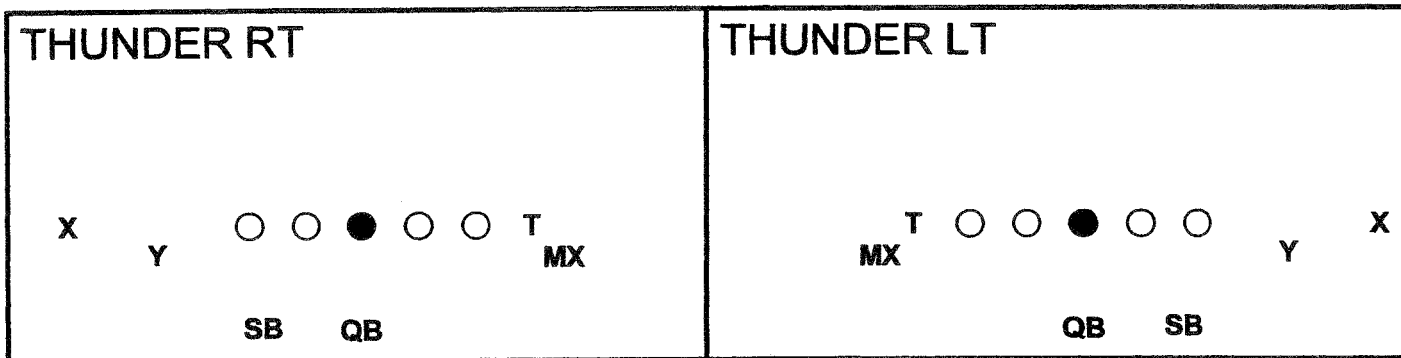 THUNDER RT
X T
Y MX
SB QB
THUNDER LT
T X
MX Y
QB SB